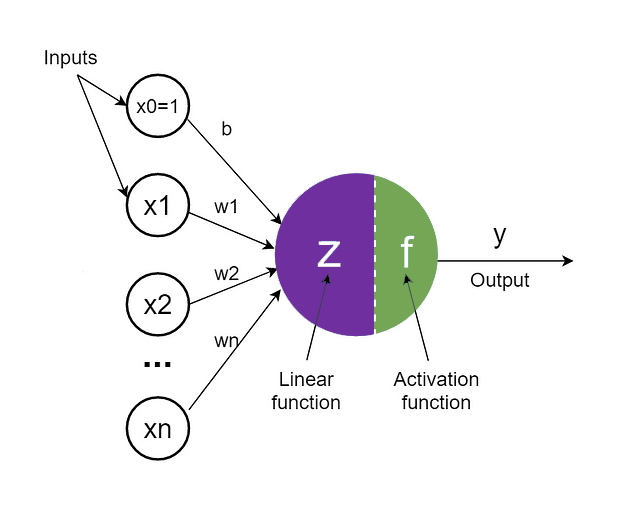 Inputs
x0=1
b
x1
w1
x2
w2
...
wn
xn
z
f
y
Output
Linear
function
Activation
function